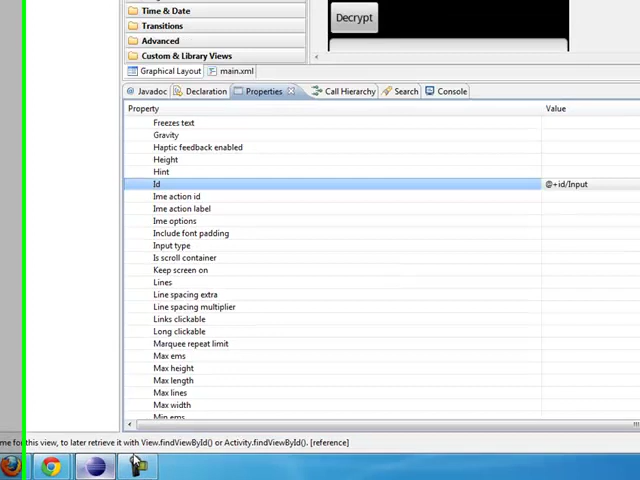 Time & Date
Transitions
Advanced
Custom & Library Views
Decrypt
Graphical Layout main.xml
@ Javadoc Declaration Properties Call Hierarchy Search Console
Property Value
Freezes text
Gravity
Haptic feedback enabled
Height
Hint
Id @+id/Input
Ime action id
Ime action label
Ime options
Include font padding
Input type
Is scroll container
Keep screen on
Lines
Line spacing extra
Line spacing multiplier
Links clickable
Long clickable
Marquee repeat limit
Max ems
Max height
Max length
Max lines
Max width
Min ems
me for this view, to later retrieve it with View.findViewById() or Activity.findViewById(). [reference]